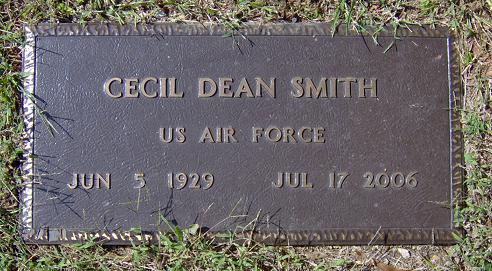 CECIL DEAN SMITH
US AIR FORCE
JUN 5 1929 JUL 17 2006